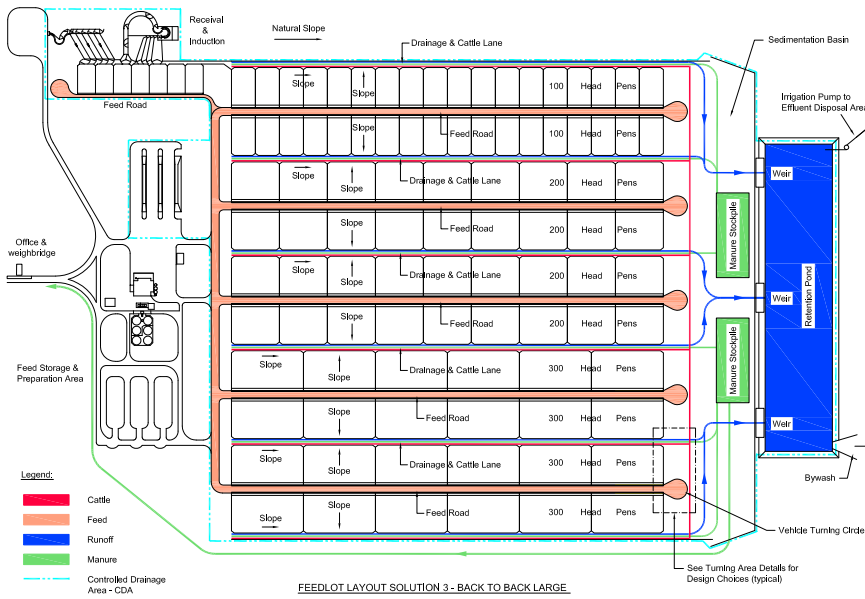 Receival
&
Induction
Natural Slope
Drainage & Cattle Lane
Sedimentation Basin
Irrigation Pump to
Effluent Disposal Area
Slope
Slope
100 Head Pens
Feed Road
Feed Road
Slope
100 Head Pens
Slope
Slope
Drainage & Cattle Lane
200 Head Pens
Weir
Feed Road
Slope
200 Head Pens
Manure Stockpile
Office &
weighbridge
Slope
Slope
Drainage & Cattle Lane
200 Head Pens
Weir
Retention Pond
Feed Road
Slope
200 Head Pens
Manure Stockpile
Feed Storage &
Preparation Area
Slope
Slope
Drainage & Cattle Lane
300 Head Pens
Feed Road
Slope
300 Head Pens
Weir
Slope
Slope
Drainage & Cattle Lane
300 Head Pens
Bywash
Legend:
Cattle
Feed
Runoff
Manure
Controlled Drainage
Area - CDA
Slope
Slope
Feed Road
300 Head Pens
Vehicle Turning Circle
See Turning Area Details for
Design Choices (typical)
FEEDLOT LAYOUT SOLUTION 3 - BACK TO BACK LARGE